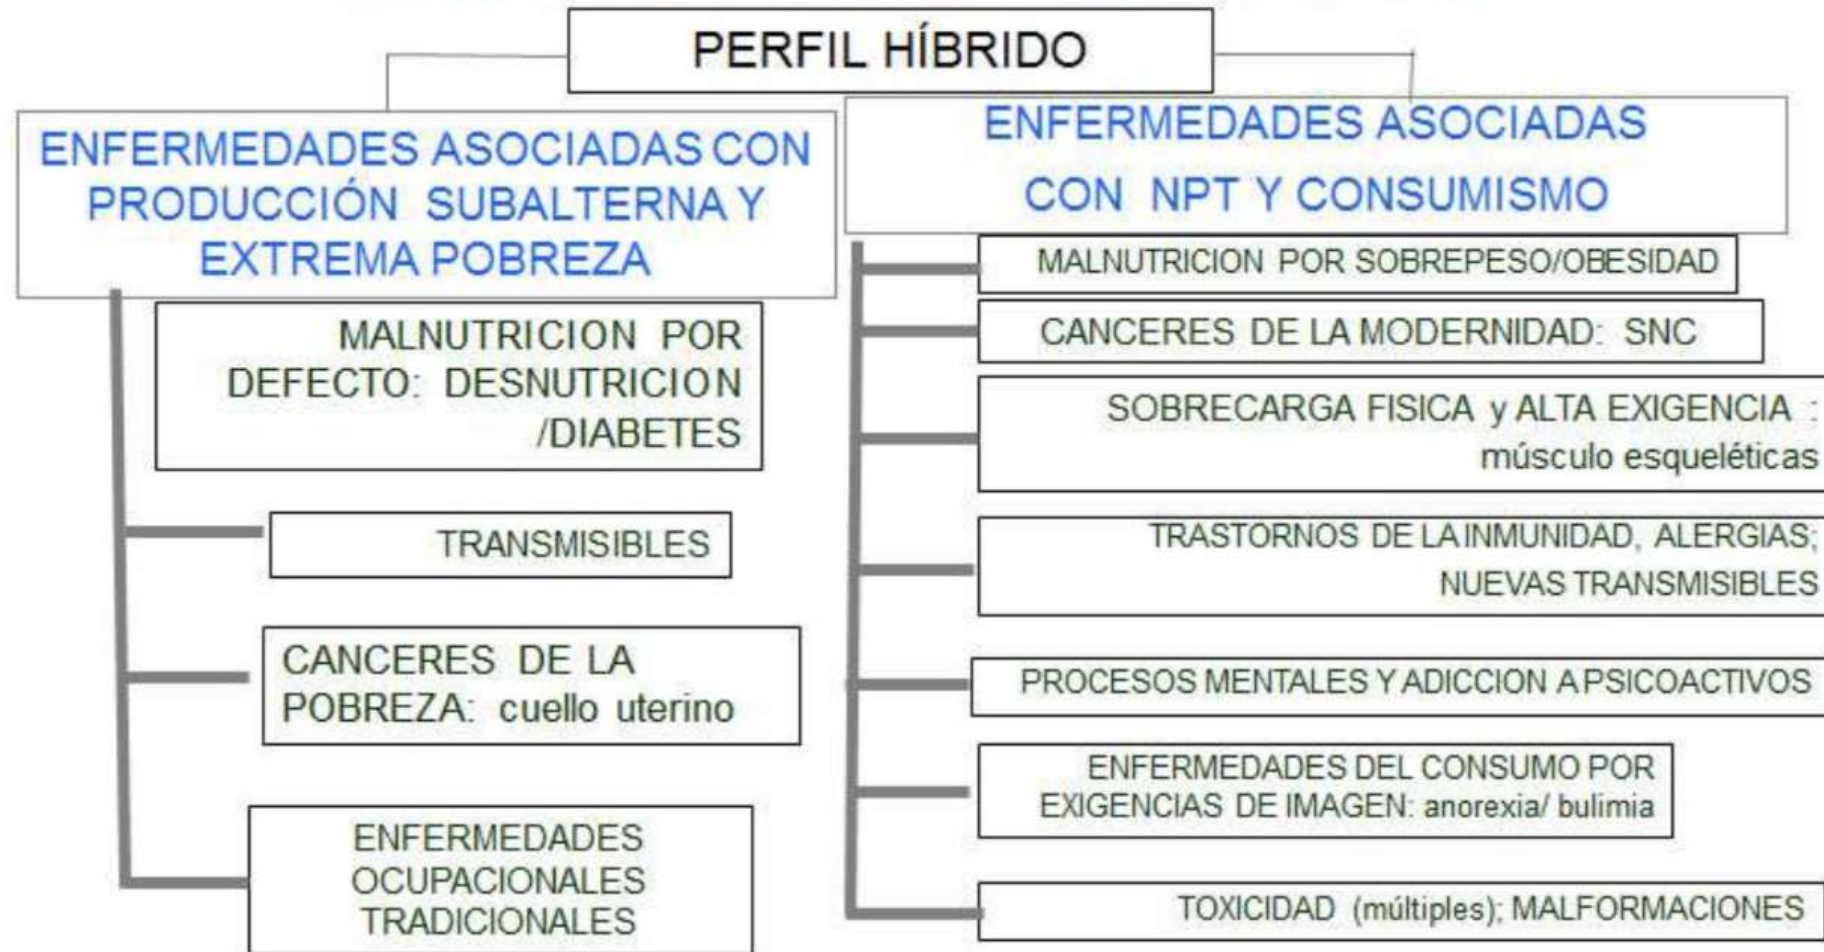 PERFIL HÍBRIDO
ENFERMEDADES ASOCIADAS CON
PRODUCCIÓN SUBALTERNA Y
EXTREMA POBREZA
MALNUTRICION POR
DEFECTO: DESNUTRICION
/DIABETES
TRANSMISIBLES
CANCERES DE LA
POBREZA: cuello uterino
ENFERMEDADES
OCUPACIONALES
TRADICIONALES
ENFERMEDADES ASOCIADAS
CON NPT Y CONSUMISMO
MALNUTRICION POR SOBREPESO/OBESIDAD
CANCERES DE LA MODERNIDAD: SNC
SOBRECARGA FISICA y ALTA EXIGENCIA :
músculo esqueléticas
TRASTORNOS DE LA INMUNIDAD, ALERGIAS;
NUEVAS TRANSMISIBLES
PROCESOS MENTALES Y ADICCION A PSICOACTIVOS
ENFERMEDADES DEL CONSUMO POR
EXIGENCIAS DE IMAGEN: anorexia/ bulimia
TOXICIDAD (múltiples); MALFORMACIONES